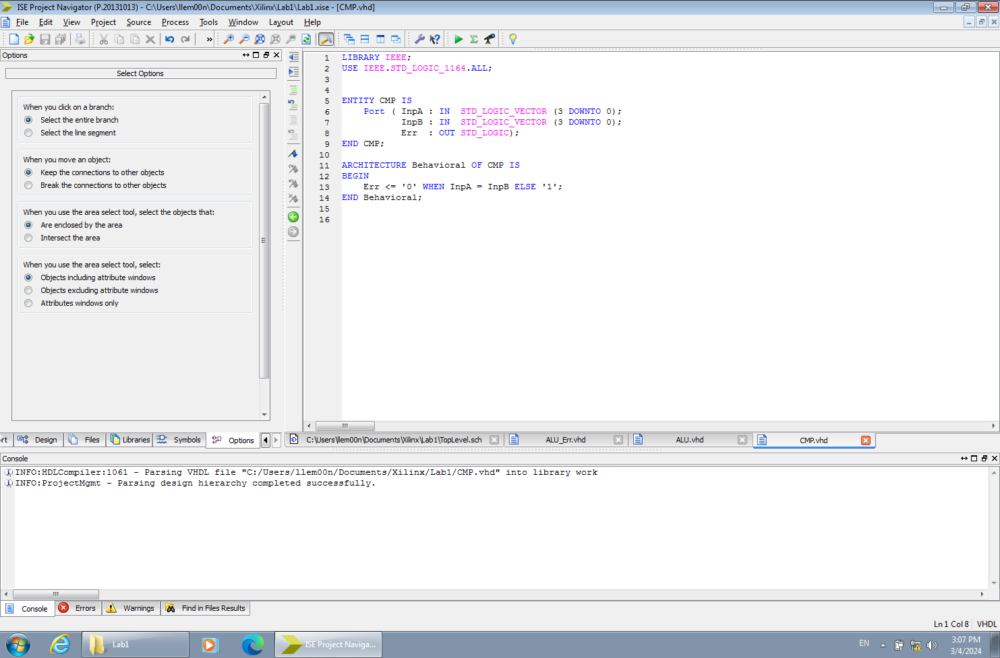 ISE Project Navigator (P.20131013) - C:\Users\llem00n\Documents\Xilinx\Lab1\Lab1.xise - [CMP.vhd]
File Edit View Project Source Process Tools Window Layout Help
»
Options
Select Options
When you click on a branch:
Select the entire branch
Select the line segment
When you move an object:
Keep the connections to other objects
Break the connections to other objects
When you use the area select tool, select the objects that:
Are enclosed by the area
Intersect the area
When you use the area select tool, select:
Objects including attribute windows
Objects excluding attribute windows
Attributes windows only
rt Design Files Libraries Symbols Options
1 LIBRARY IEEE;
2 USE IEEE.STD_LOGIC_1164.ALL;
3
4
5 ENTITY CMP IS
6 Port ( InpA : IN STD_LOGIC_VECTOR (3 DOWNTO 0);
7 InpB : IN STD_LOGIC_VECTOR (3 DOWNTO 0);
8 Err : OUT STD_LOGIC);
9 END CMP;
10
11 ARCHITECTURE Behavioral OF CMP IS
12 BEGIN
13 Err <= '0' WHEN InpA = InpB ELSE '1';
14 END Behavioral;
15
16
C:\Users\llem00n\Documents\Xilinx\Lab1\TopLevel.sch ALU_Err.vhd ALU.vhd CMP.vhd
Console
INFO:HDLCompiler:1061 - Parsing VHDL file "C:/Users/llem00n/Documents/Xilinx/Lab1/CMP.vhd" into library work
INFO:ProjectMgmt - Parsing design hierarchy completed successfully.
Console Errors Warnings Find in Files Results
Ln 1 Col 8 VHDL
Lab1 ISE Project Naviga... EN 3:07 PM
3/4/2024